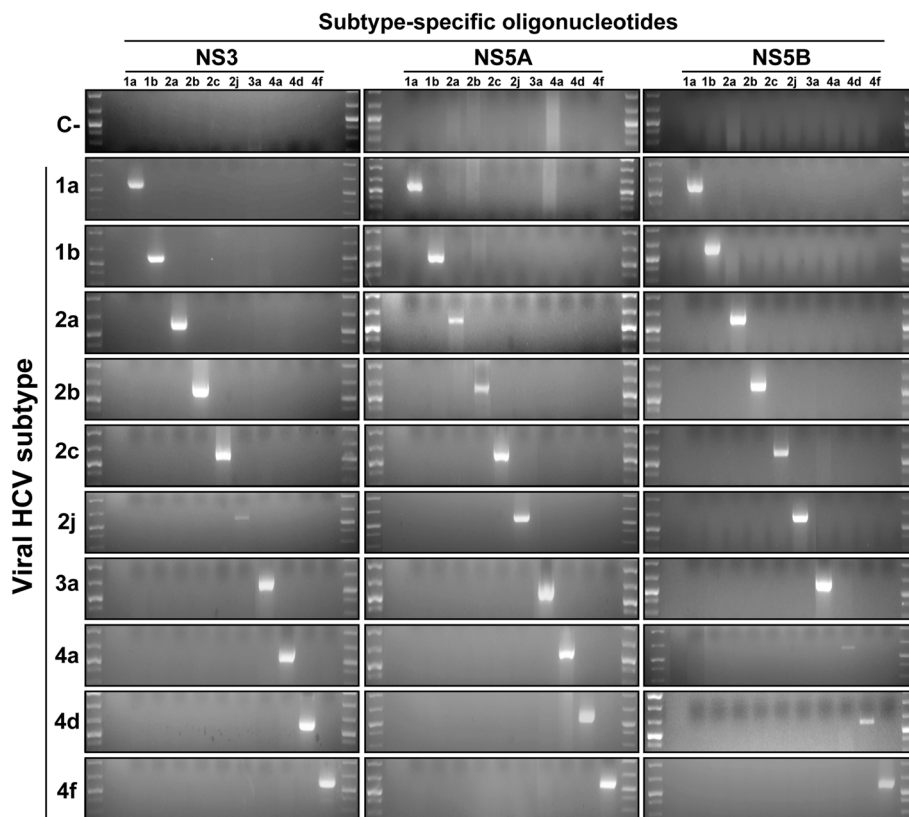 Subtype-specific oligonucleotides
NS3 NS5A NS5B
1a 1b 2a 2b 2c 2j 3a 4a 4d 4f 1a 1b 2a 2b 2c 2j 3a 4a 4d 4f 1a 1b 2a 2b 2c 2j 3a 4a 4d 4f
C-
Viral HCV subtype
1a
1b
2a
2b
2c
2j
3a
4a
4d
4f